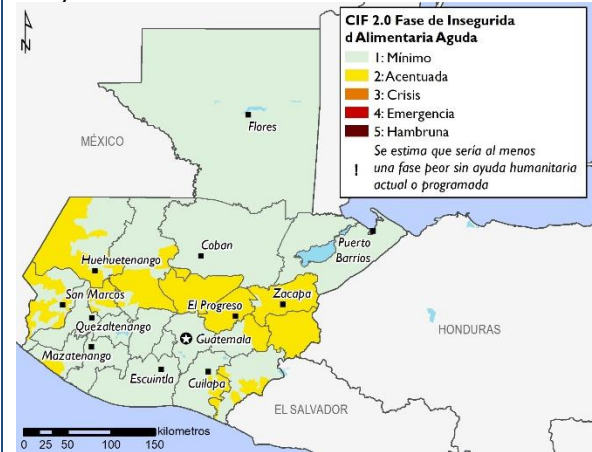 CIF 2.0 Fase de Insegurida
d Alimentaria Aguda
1: Mínimo
2: Acentuada
3: Crisis
4: Emergencia
5: Hambruna
Se estima que sería al menos
! una fase peor sin ayuda humanitaria
actual o programada
N
Flores
MÉXICO
Puerto
Barrios
Coban
Huehuetenango
Zacapa
San Marcos
El Progreso
Quezaltenango
Guatemala
HONDURAS
Mazatenango
Escuintla
Cuilapa
EL SALVADOR
kilometros
0 25 50 100 150